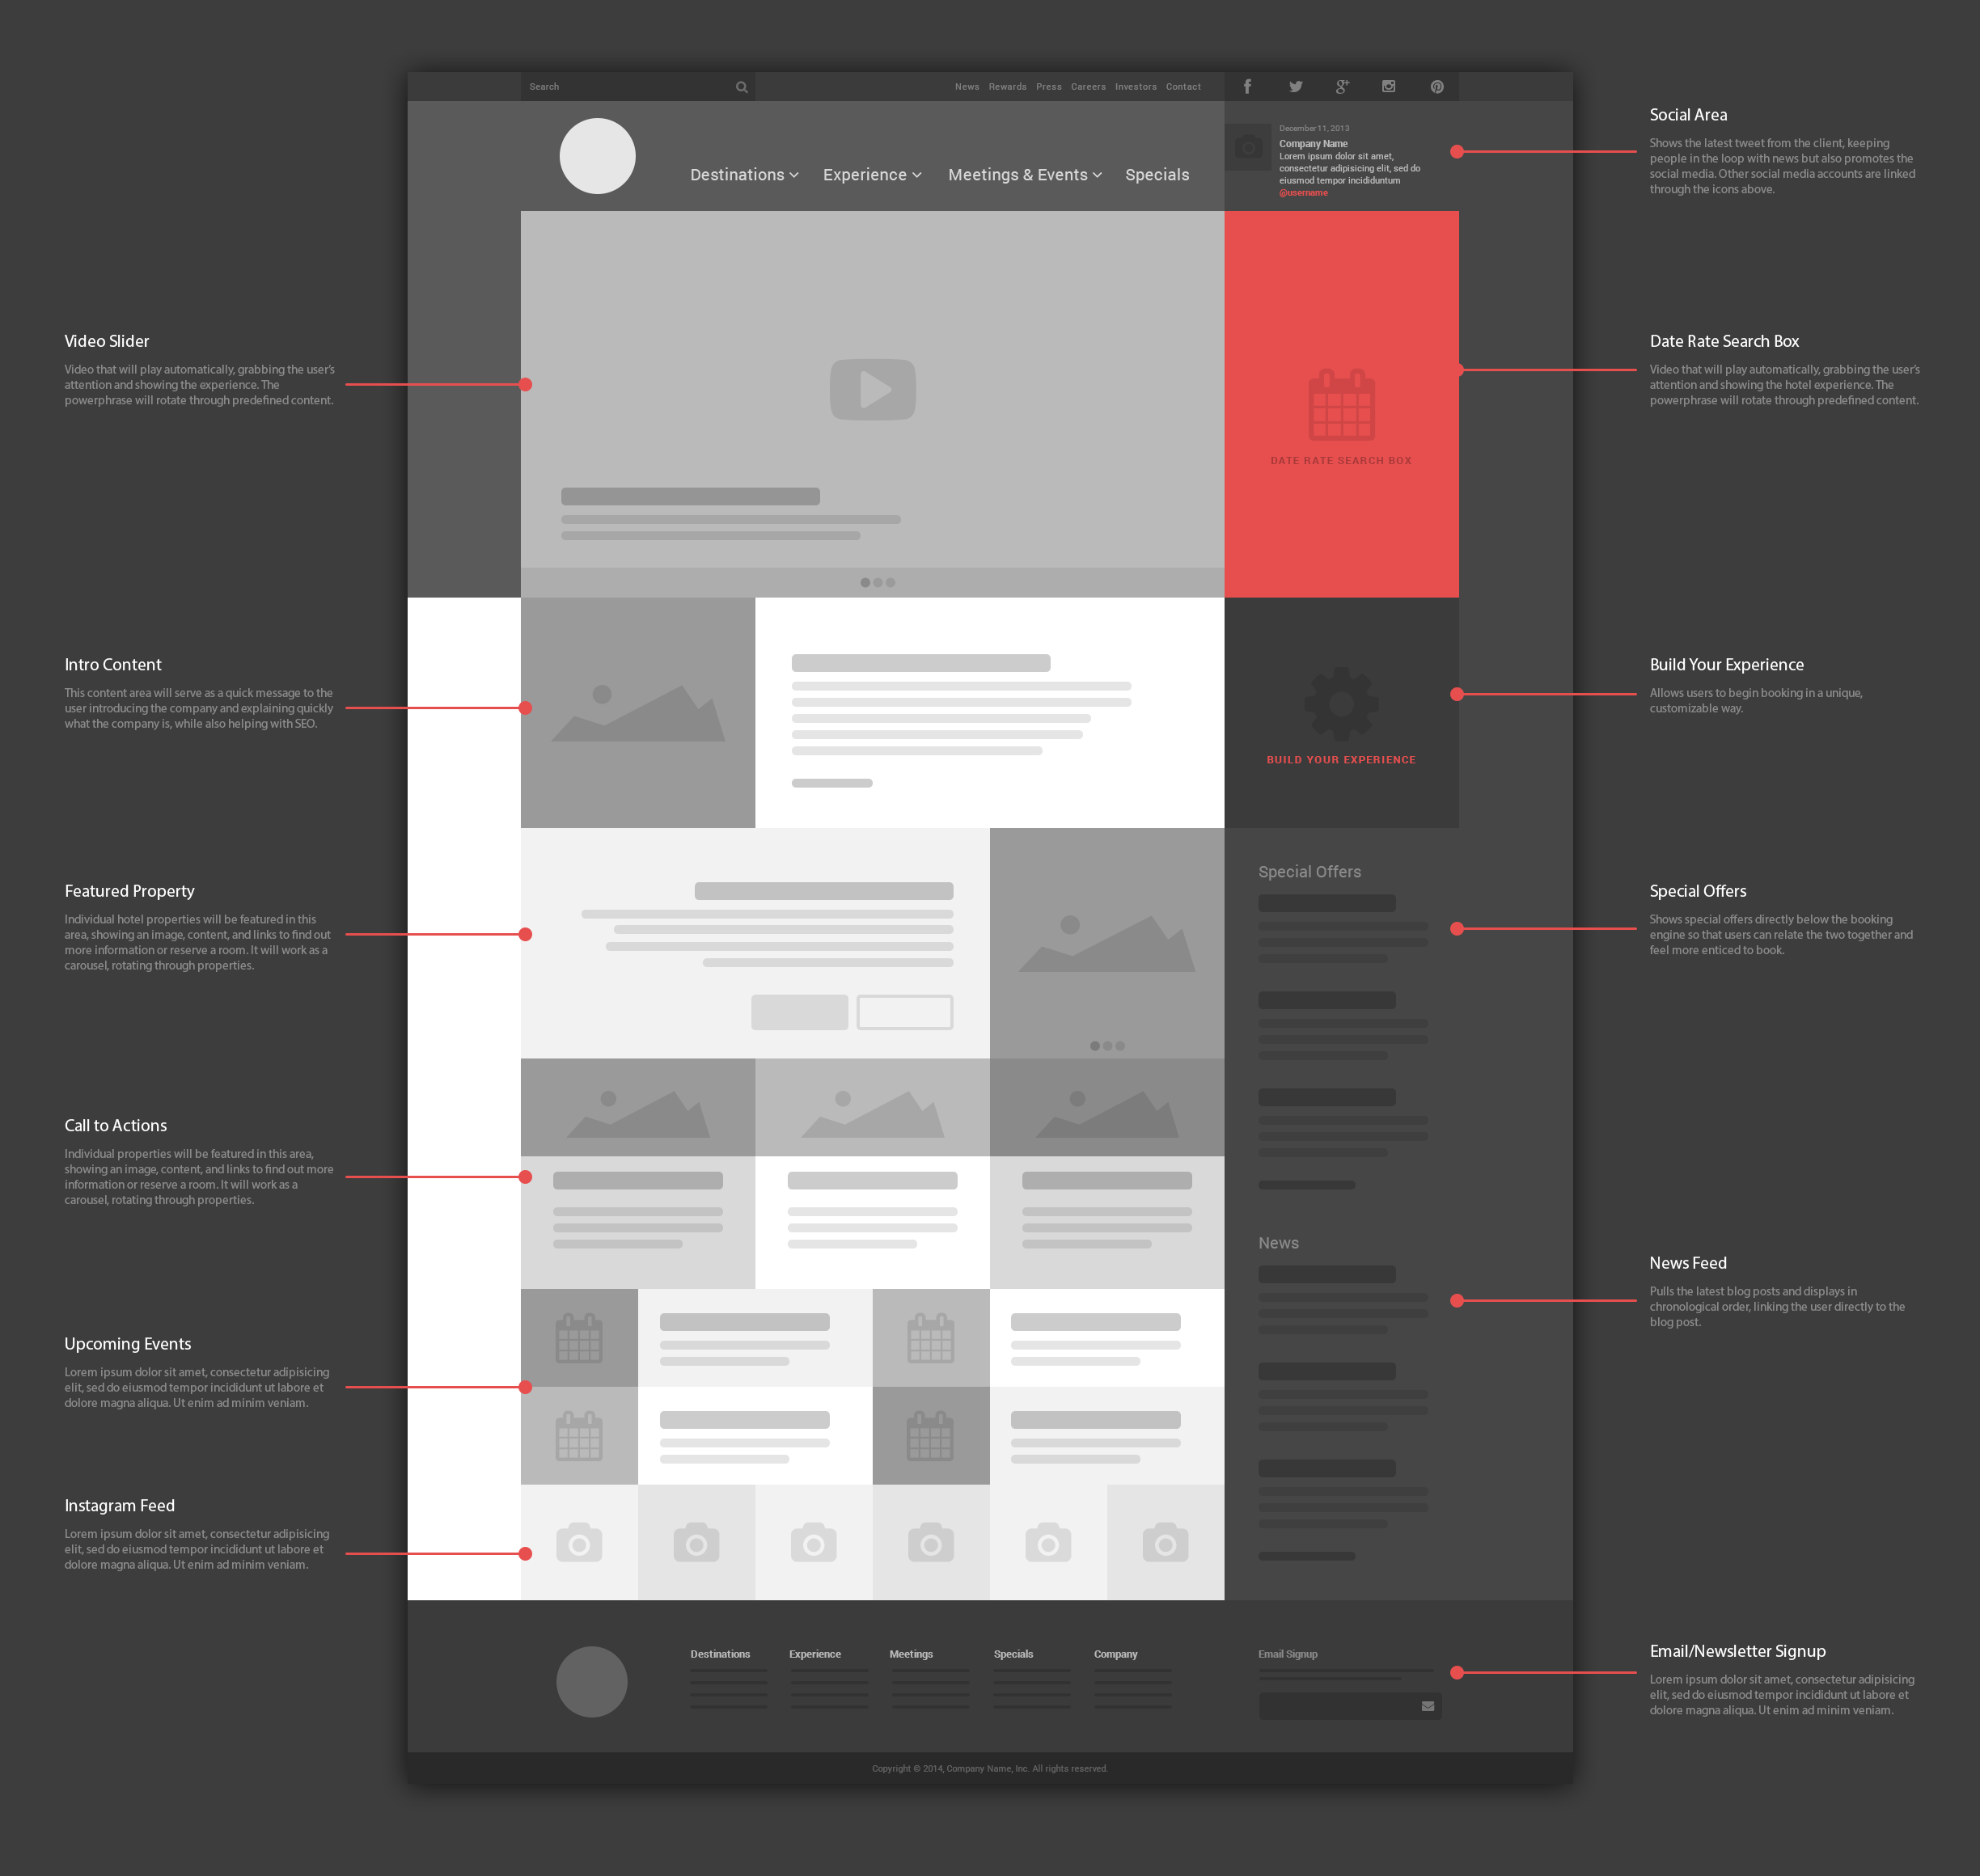 Search
News Rewards Press Careers Investors Contact
Destinations Experience Meetings & Events Specials
December 11, 2013
Company Name
Lorem ipsum dolor sit amet,
consectetur adipisicing elit, sed do
eiusmod tempor incididuntum
@username
Social Area
Shows the latest tweet from the client, keeping
people in the loop with news but also promotes the
social media. Other social media accounts are linked
through the icons above.
Video Slider
Video that will play automatically, grabbing the user's
attention and showing the experience. The
powerphrase will rotate through predefined content.
DATE RATE SEARCH BOX
Date Rate Search Box
Video that will play automatically, grabbing the user's
attention and showing the hotel experience. The
powerphrase will rotate through predefined content.
Intro Content
This content area will serve as a quick message to the
user introducing the company and explaining quickly
what the company is, while also helping with SEO.
BUILD YOUR EXPERIENCE
Build Your Experience
Allows users to begin booking in a unique,
customizable way.
Featured Property
Individual hotel properties will be featured in this
area, showing an image, content, and links to find out
more information or reserve a room. It will work as a
carousel, rotating through properties.
Special Offers
Special Offers
Shows special offers directly below the booking
engine so that users can relate the two together and
feel more enticed to book.
Call to Actions
Individual properties will be featured in this area,
showing an image, content, and links to find out more
information or reserve a room. It will work as a
carousel, rotating through properties.
News
News Feed
Pulls the latest blog posts and displays in
chronological order, linking the user directly to the
blog post.
Upcoming Events
Lorem ipsum dolor sit amet, consectetur adipisicing
elit, sed do eiusmod tempor incididunt ut labore et
dolore magna aliqua. Ut enim ad minim veniam.
Instagram Feed
Lorem ipsum dolor sit amet, consectetur adipisicing
elit, sed do eiusmod tempor incididunt ut labore et
dolore magna aliqua. Ut enim ad minim veniam.
Destinations Experience Meetings Specials Company
Email Signup
Email/Newsletter Signup
Lorem ipsum dolor sit amet, consectetur adipisicing
elit, sed do eiusmod tempor incididunt ut labore et
dolore magna aliqua. Ut enim ad minim veniam.
Copyright © 2014, Company Name, Inc. All rights reserved.